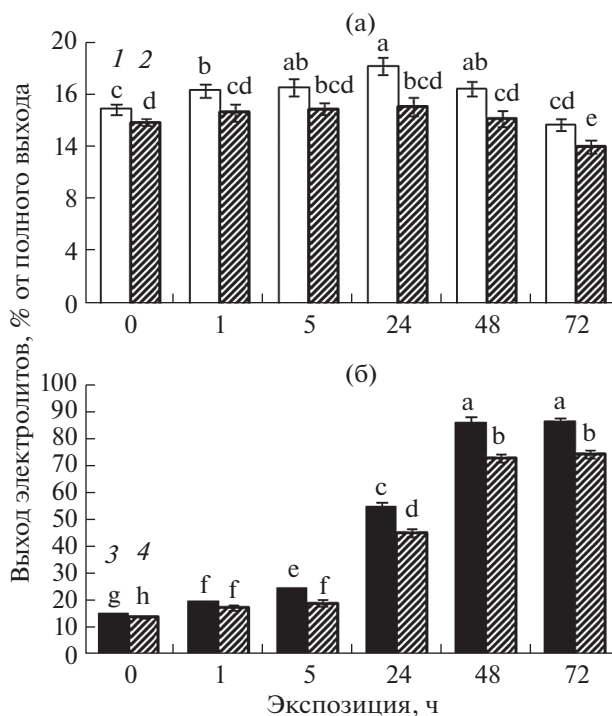 (а)
20
16
14
8
4
0
1 2
c d b cd ab bcd a bcd ab cd cd e
0 1 5 24 48 72
Выход электролитов, % от полного выхода
(б)
100
90
80
70
60
50
40
30
20
10
0
3 4
g h f f e f c d a b a b
0 1 5 24 48 72
Экспозиция, ч